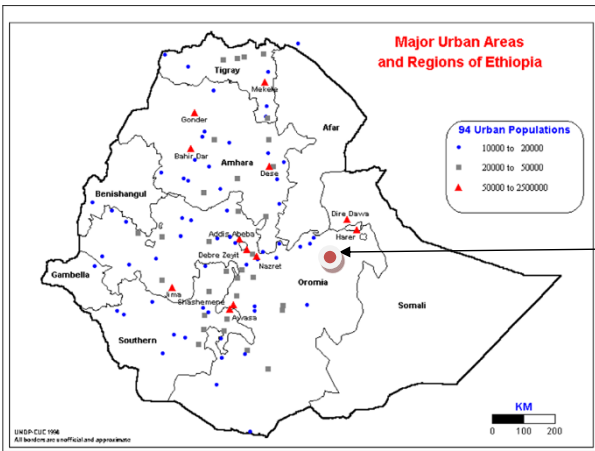 Major Urban Areas
and Regions of Ethiopia
Tigray
Mekele
Gonder
Afar
94 Urban Populations
10000 to 20000
20000 to 50000
50000 to 2500000
Bahir Dar
Amhara
Dese
Benishangul
Dire Dawa
Harer
Addis Abeba
Debre Zeyit
Nazret
Gambella
Oromia
Jima
Shashemene
Somali
Awasa
Southern
KM
0 100 200
UNDP-EUE 1998
All borders are unofficial and approximate